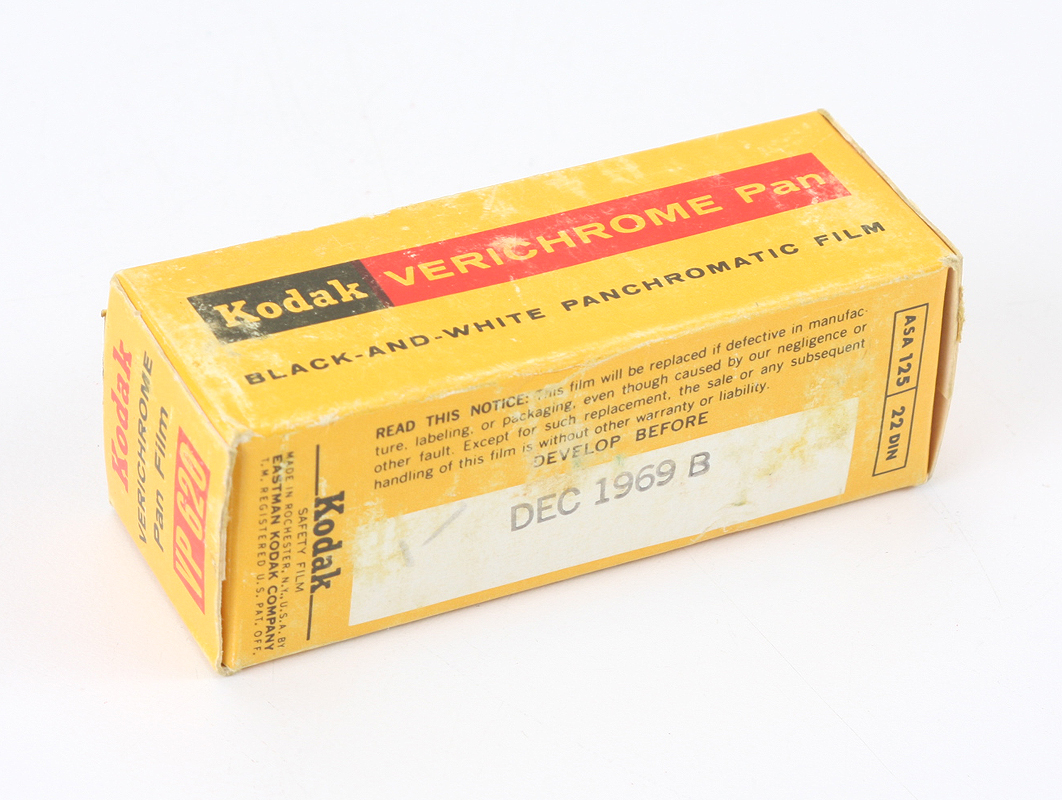 Kodak VERICHROME Pan
BLACK-AND-WHITE PANCHROMATIC FILM
READ THIS NOTICE: This film will be replaced if defective in manufac-
ture, labeling, or packaging, even though caused by our negligence or
other fault. Except for such replacement, the sale or any subsequent
handling of this film is without other warranty or liability.
DEVELOP BEFORE
DEC 1969 B
ASA 125
22 DIN
Kodak
SAFETY FILM
MADE IN ROCHESTER, N.Y., U.S.A. BY
EASTMAN KODAK COMPANY
T.M. REGISTERED U.S. PAT. OFF.
Kodak
VERICHROME
Pan Film
VP 620